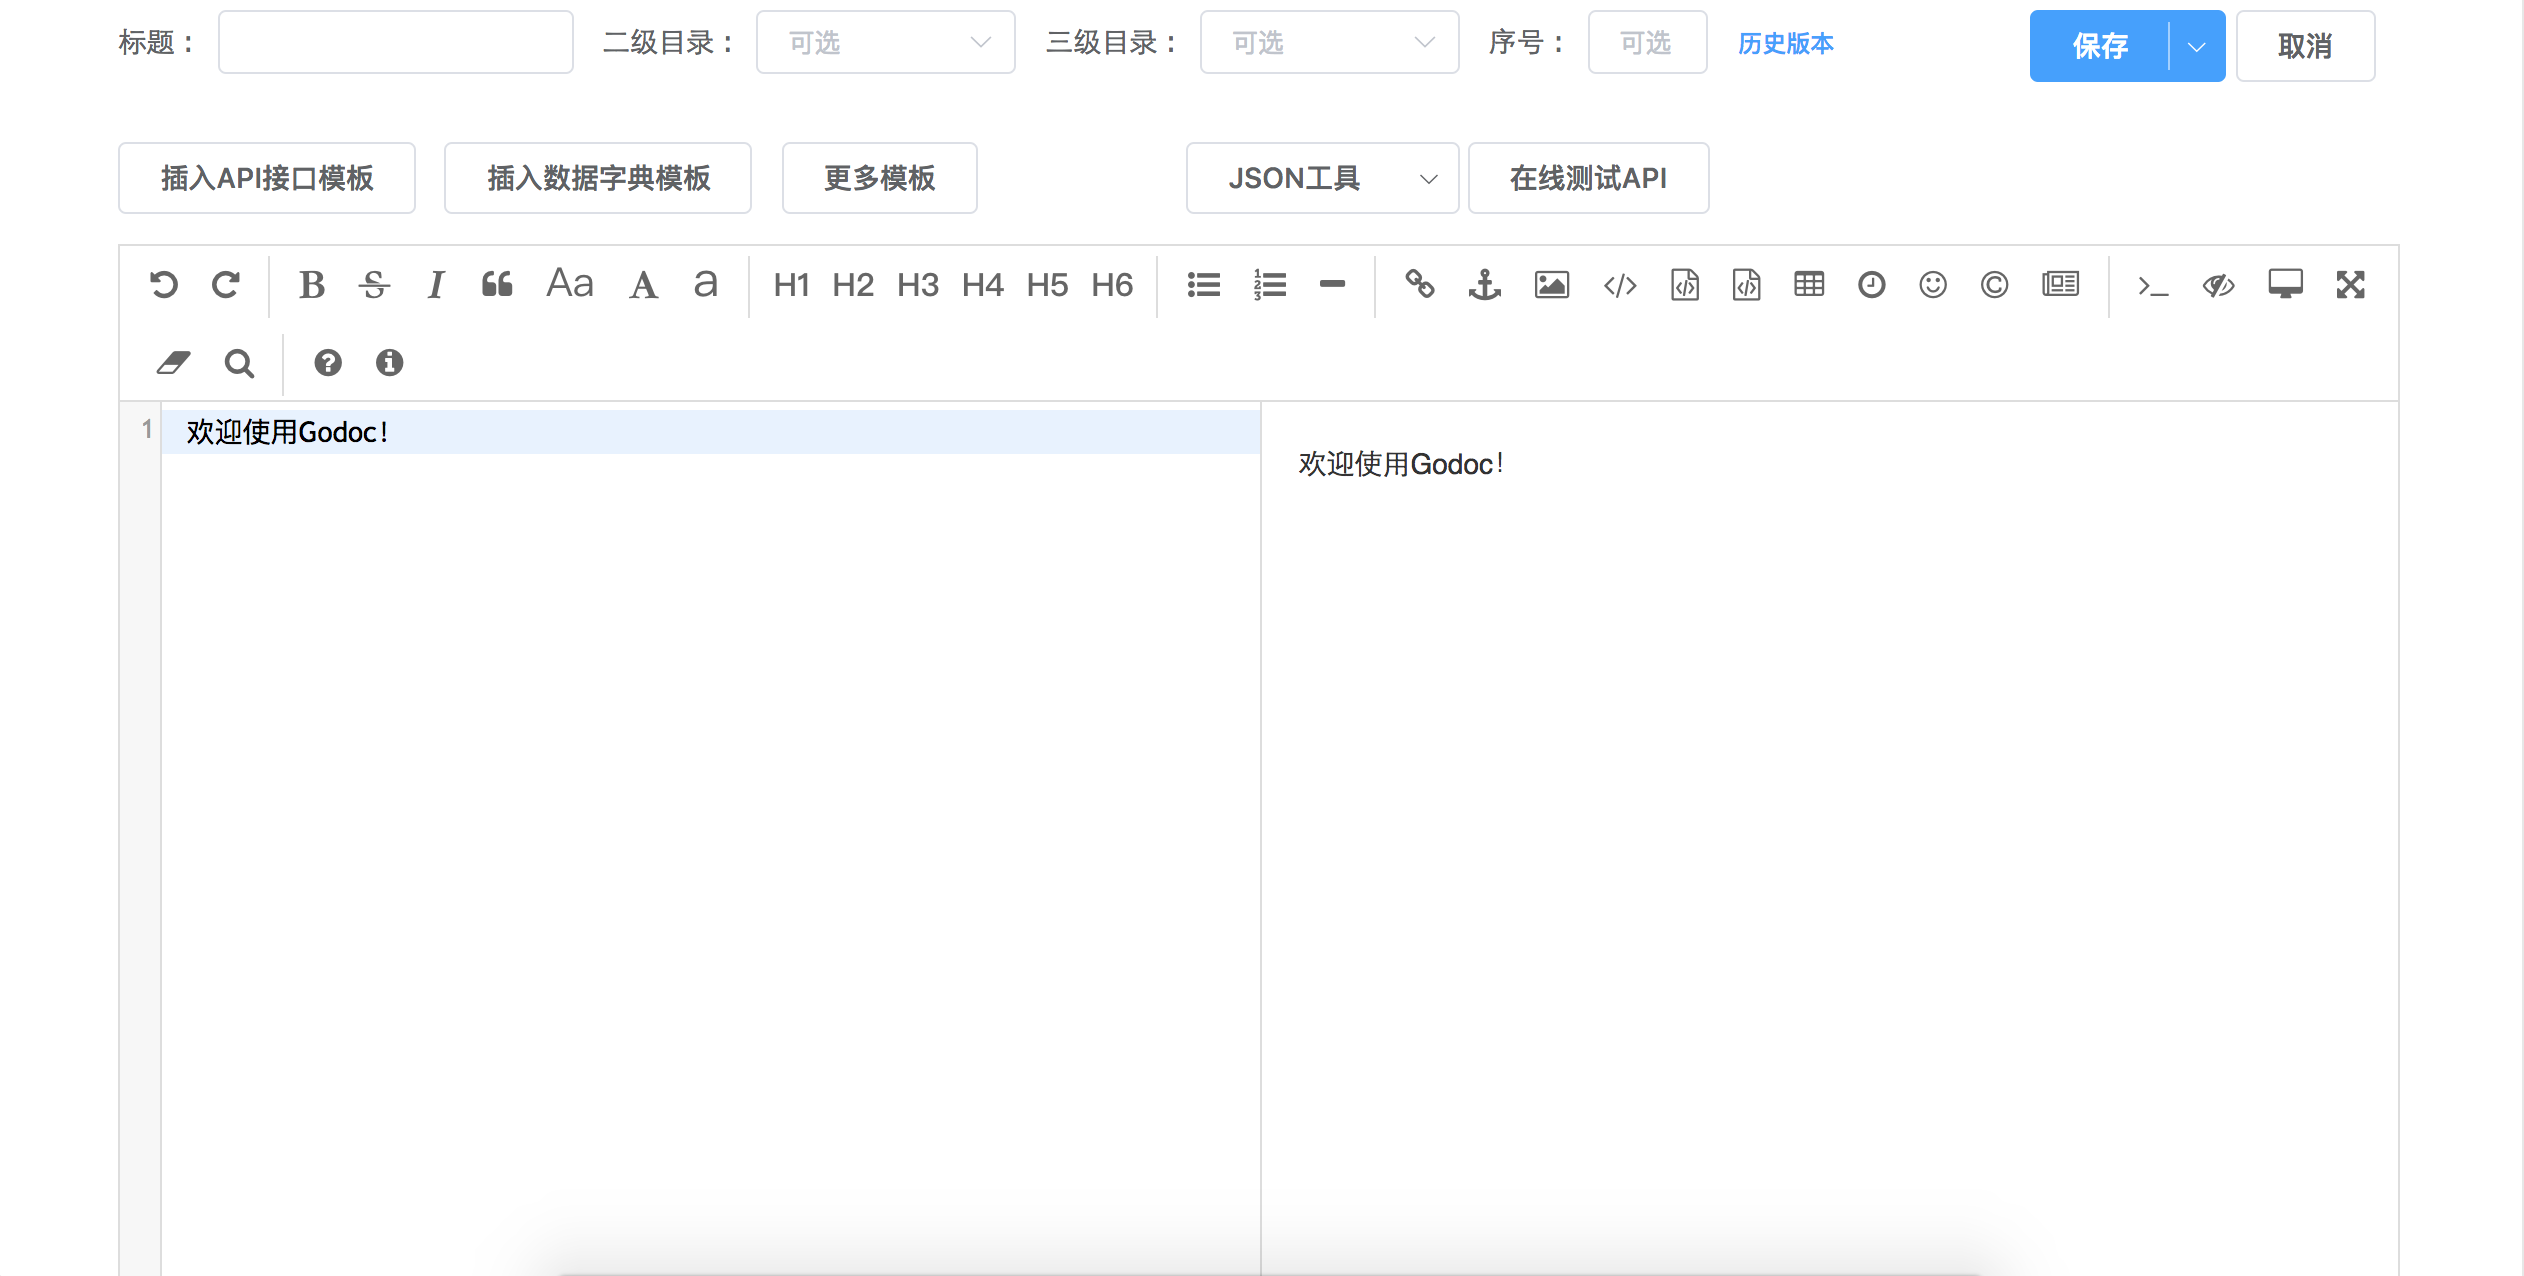 标题： 二级目录： 可选 三级目录： 可选 序号： 可选 历史版本 保存 取消
插入API接口模板 插入数据字典模板 更多模板 JSON工具 在线测试API
B S I Aa A a H1 H2 H3 H4 H5 H6
1 欢迎使用Godoc！
欢迎使用Godoc！